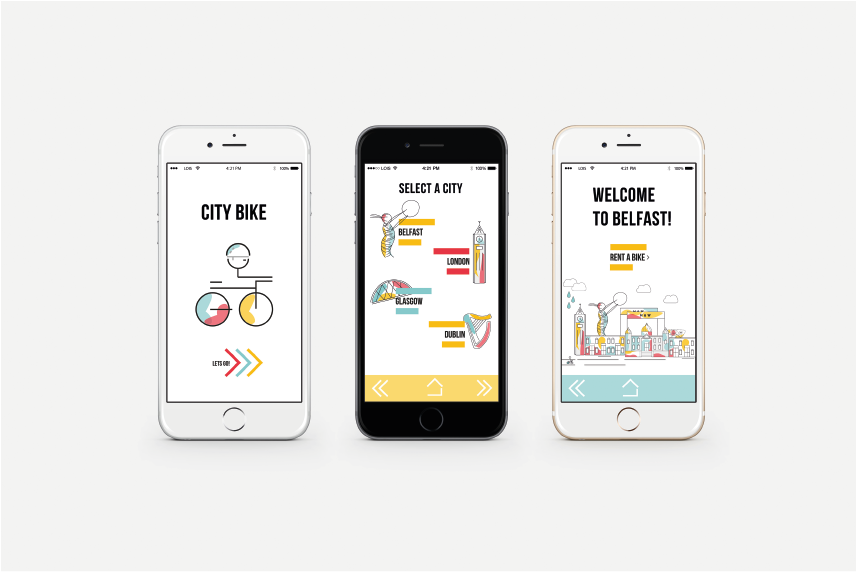 LOIS 4:21 PM 100%
CITY BIKE
LETS GO!
LOIS 4:21 PM 100%
SELECT A CITY
BELFAST
LONDON
GLASGOW
DUBLIN
LOIS 4:21 PM 100%
WELCOME
TO BELFAST!
RENT A BIKE ›